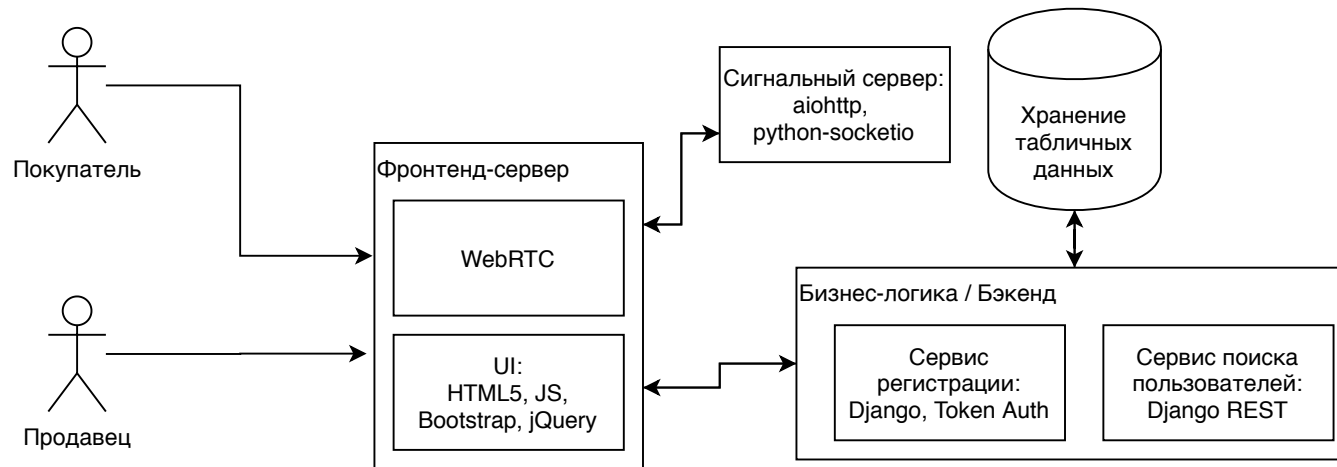 Покупатель
Продавец
Фронтенд-сервер
WebRTC
UI:
HTML5, JS,
Bootstrap, jQuery
Сигнальный сервер:
aiohttp,
python-socketio
Хранение
табличных
данных
Бизнес-логика / Бэкенд
Сервис
регистрации:
Django, Token Auth
Сервис поиска
пользователей:
Django REST